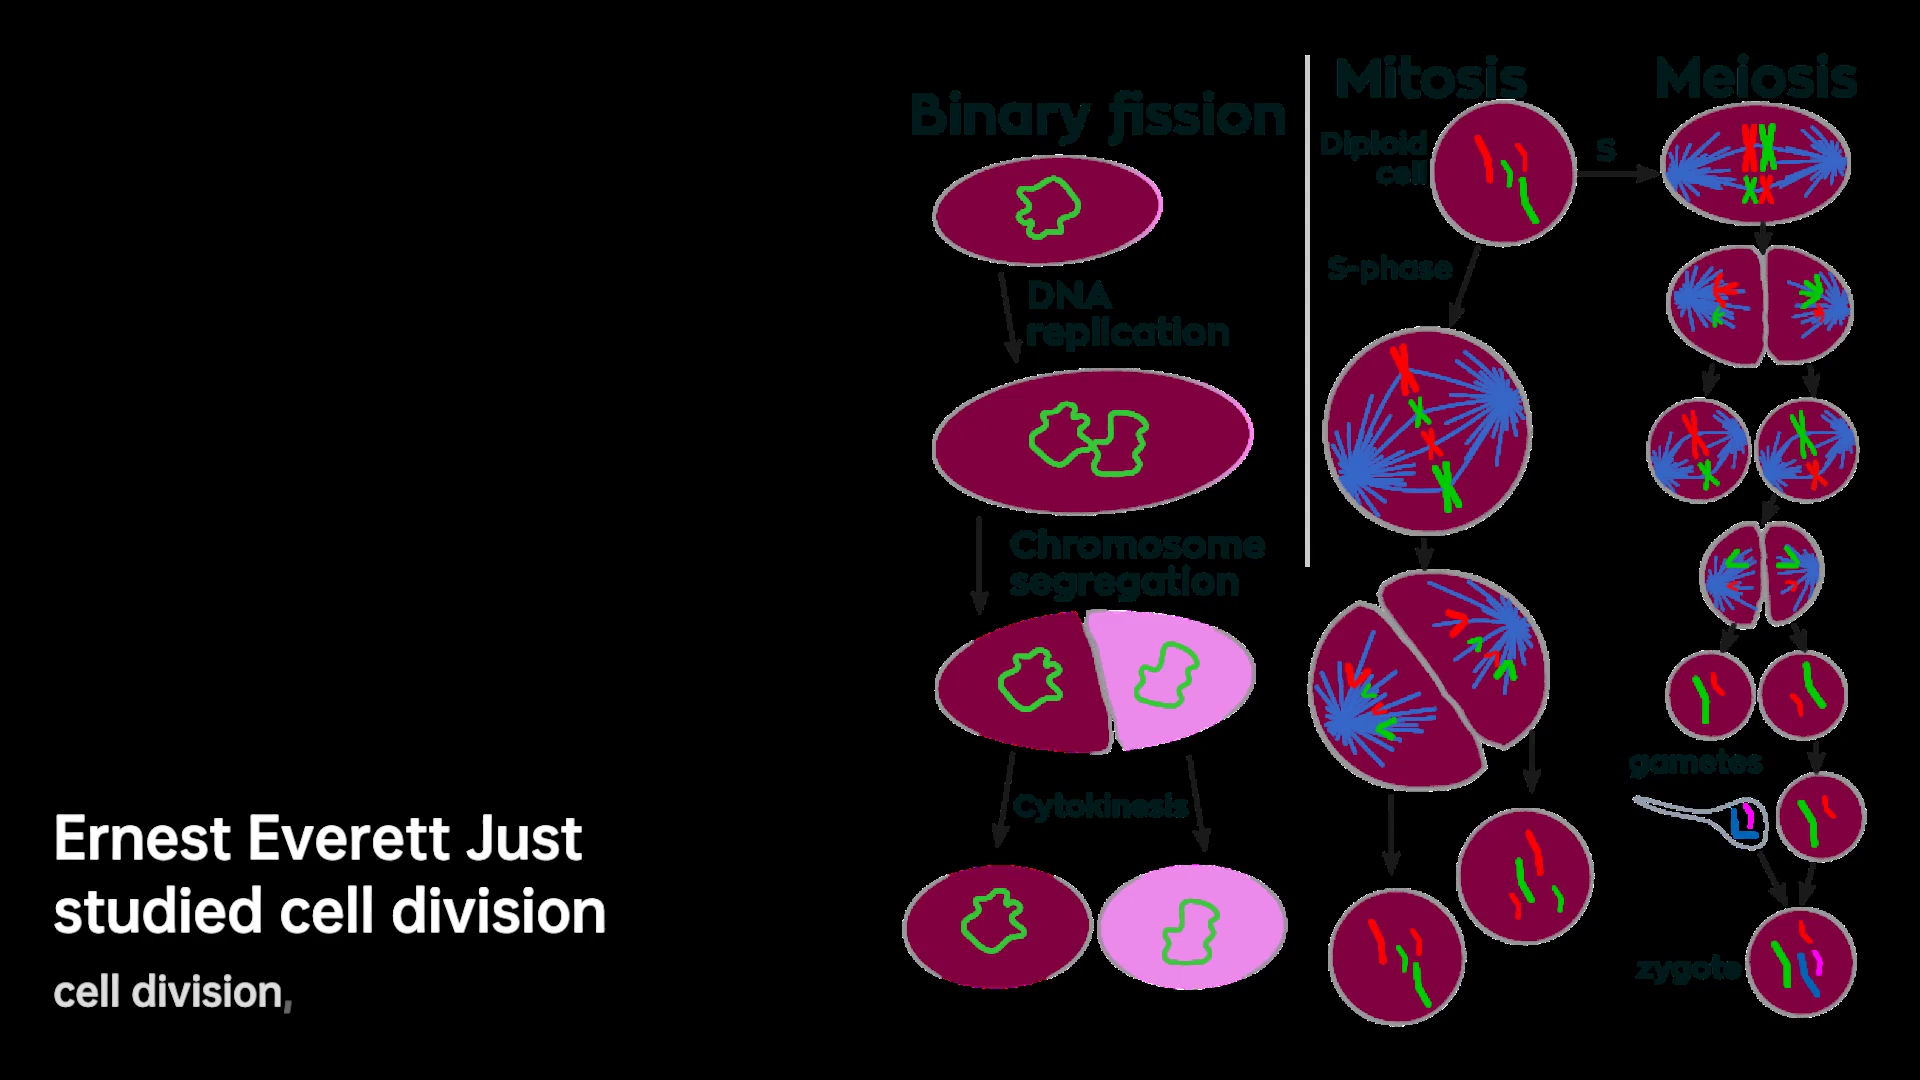 Binary fission
DNA
replication
Chromosome
segregation
Cytokinesis
Mitosis
Diploid
cell
S
S-phase
Meiosis
gametes
zygote
Ernest Everett Just
studied cell division
cell division,